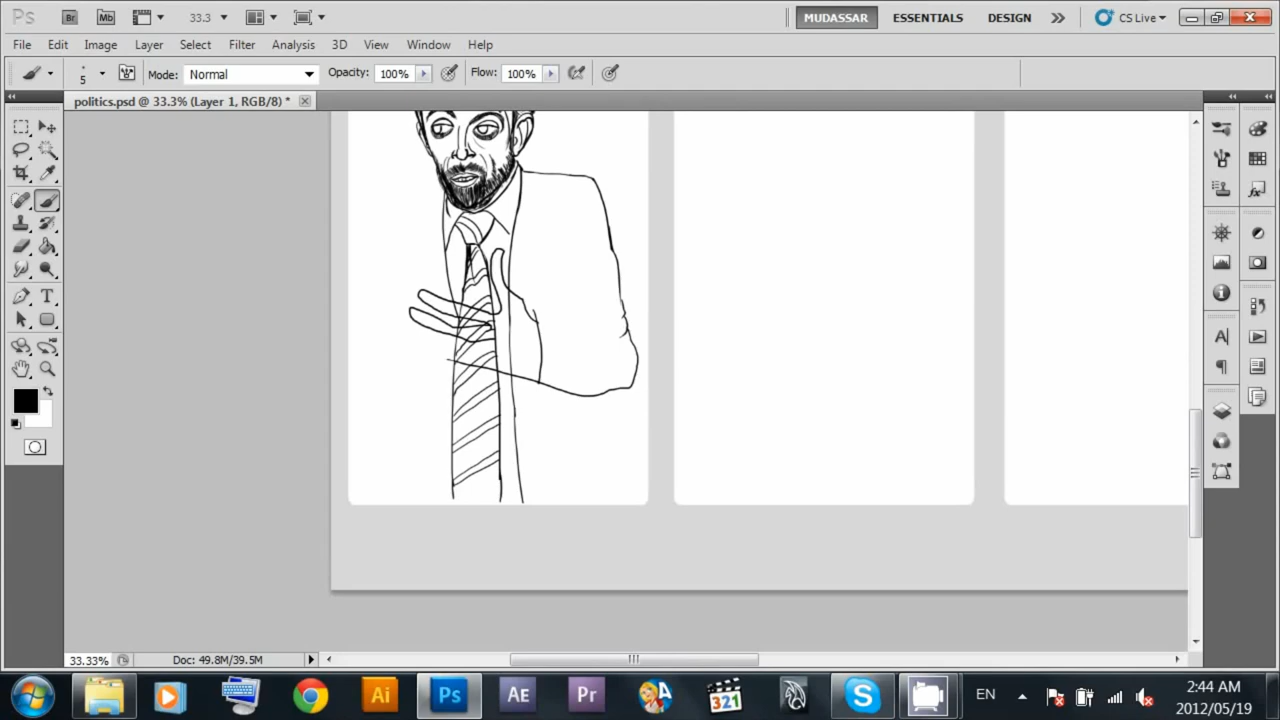 Ps Br Mb 33.3 MUDASSAR ESSENTIALS DESIGN CS Live
File Edit Image Layer Select Filter Analysis 3D View Window Help
5 Mode: Normal Opacity: 100% Flow: 100%
politics.psd @ 33.3% (Layer 1, RGB/8) *
T
A
33.33% Doc: 49.8M/39.5M
Ai Ps AE Pr A 321 S EN 2:44 AM
2012/05/19